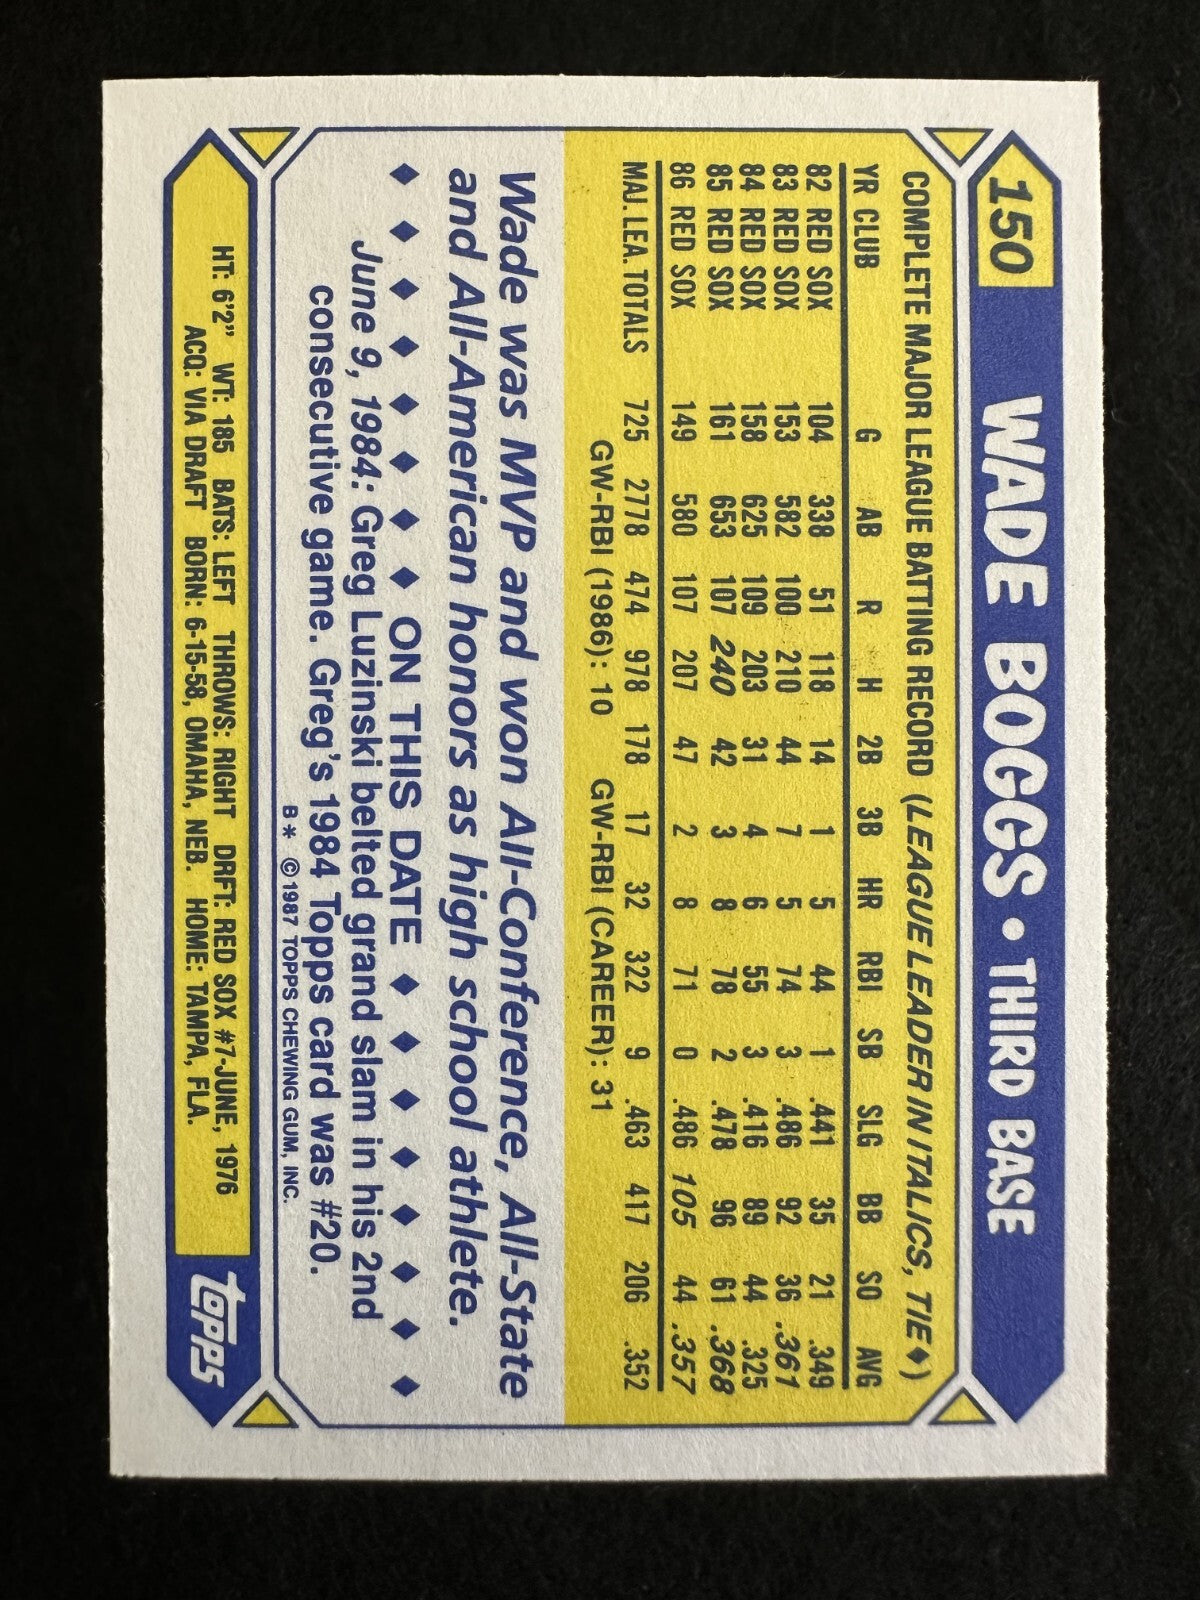 150 WADE BOGGS • THIRD BASE
COMPLETE MAJOR LEAGUE BATTING RECORD (LEAGUE LEADER IN ITALICS, TIE♦)
YR CLUB G AB R H 2B 3B HR RBI SB SLG BB SO AVG
82 RED SOX 104 338 51 118 14 1 5 44 1 .441 35 21 .349
83 RED SOX 153 582 100 210 44 7 5 74 3 .486 92 36 .361
84 RED SOX 158 625 109 203 31 4 6 55 3 .416 89 44 .325
85 RED SOX 161 653 107 240 42 3 8 78 2 .478 96 61 .368
86 RED SOX 149 580 107 207 47 2 8 71 0 .486 105 44 .357
MAJ. LEA. TOTALS 725 2778 474 978 178 17 32 322 9 .463 417 206 .352
GW-RBI (1986): 10 GW-RBI (CAREER): 31
Wade was MVP and won All-Conference, All-State
and All-American honors as high school athlete.
♦ ♦ ♦ ♦ ♦ ♦ ♦ ♦ ON THIS DATE ♦ ♦ ♦ ♦ ♦ ♦ ♦ ♦
June 9, 1984: Greg Luzinski belted grand slam in his 2nd
consecutive game. Greg's 1984 Topps card was #20.
B* © 1987 TOPPS CHEWING GUM, INC.
HT: 6'2" WT: 185 BATS: LEFT THROWS: RIGHT DRFT: RED SOX #7-JUNE, 1976
ACQ: VIA DRAFT BORN: 6-15-58, OMAHA, NEB. HOME: TAMPA, FLA.
topps